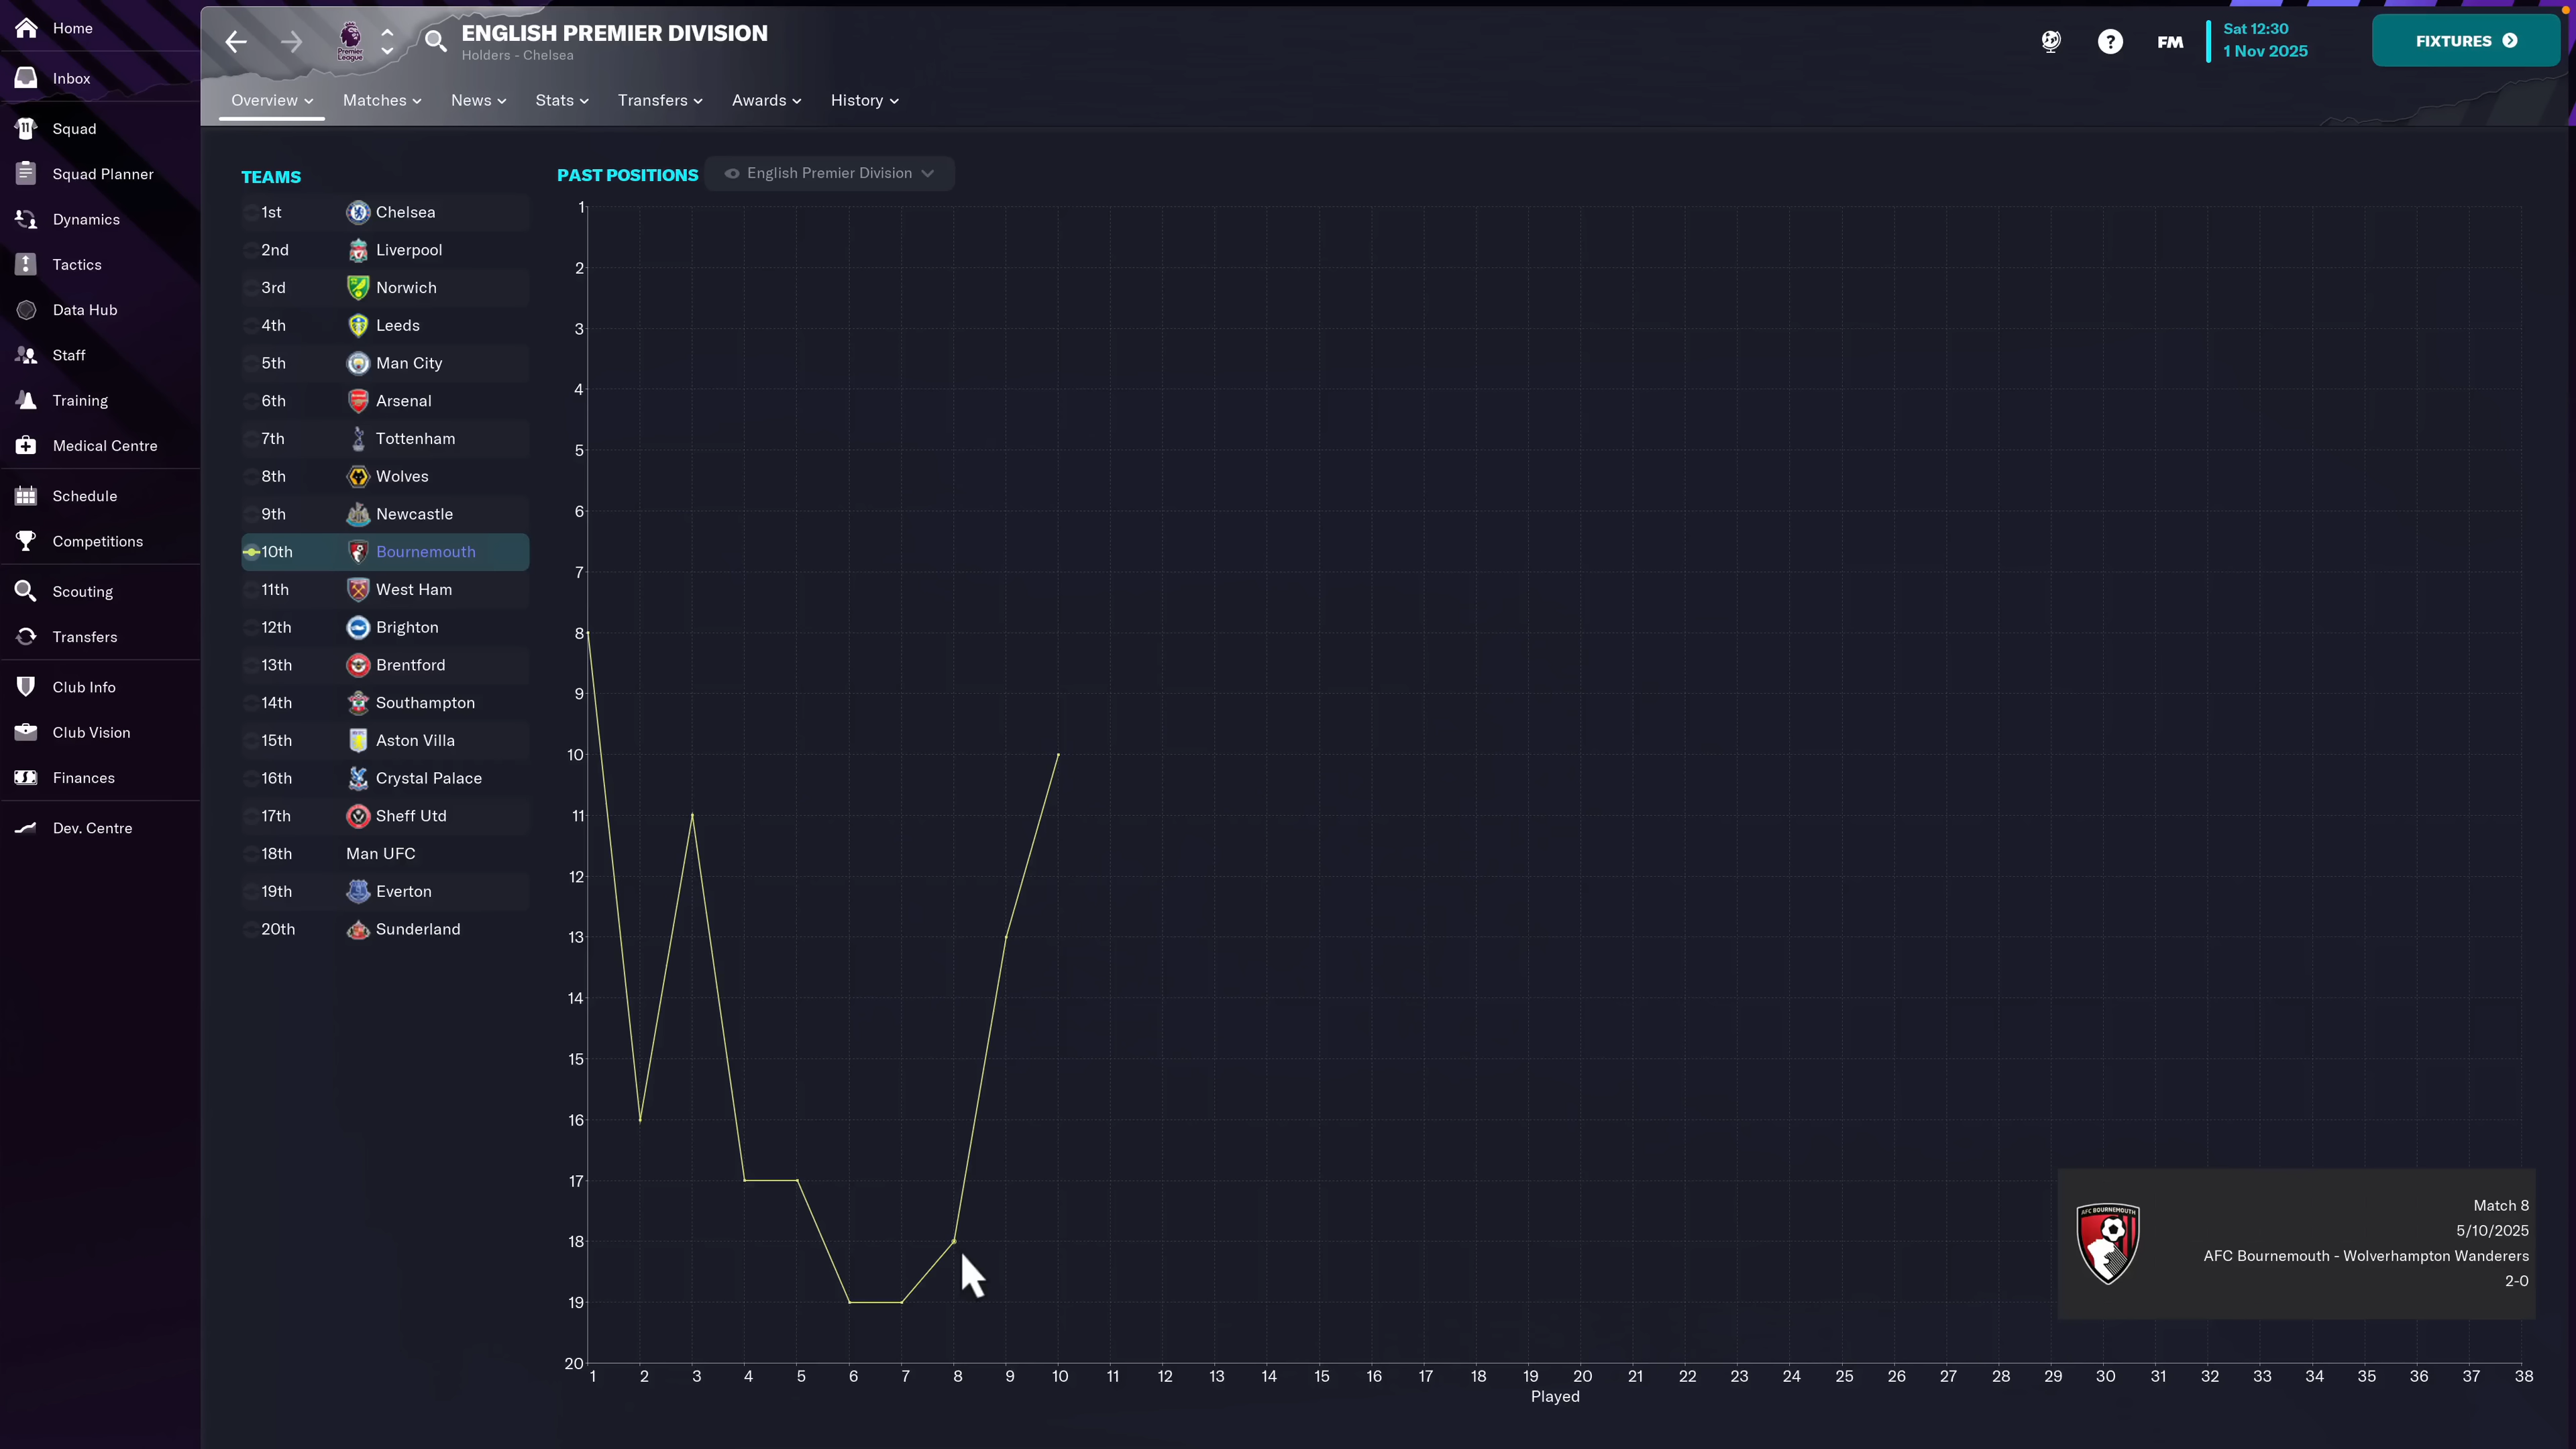 Home
Inbox
Squad
Squad Planner
Dynamics
Tactics
Data Hub
Staff
Training
Medical Centre
Schedule
Competitions
Scouting
Transfers
Club Info
Club Vision
Finances
Dev. Centre
Premier League
ENGLISH PREMIER DIVISION
Holders - Chelsea
?
FM
Sat 12:30
1 Nov 2025
FIXTURES
Overview Matches News Stats Transfers Awards History
TEAMS
1st Chelsea
2nd Liverpool
3rd Norwich
4th Leeds
5th Man City
6th Arsenal
7th Tottenham
8th Wolves
9th Newcastle
10th Bournemouth
11th West Ham
12th Brighton
13th Brentford
14th Southampton
15th Aston Villa
16th Crystal Palace
17th Sheff Utd
18th Man UFC
19th Everton
20th Sunderland
PAST POSITIONS English Premier Division
1
2
3
4
5
6
7
8
9
10
11
12
13
14
15
16
17
18
19
20
1 2 3 4 5 6 7 8 9 10 11 12 13 14 15 16 17 18 19 20 21 22 23 24 25 26 27 28 29 30 31 32 33 34 35 36 37 38
Played
AFC BOURNEMOUTH
Match 8
5/10/2025
AFC Bournemouth - Wolverhampton Wanderers
2-0